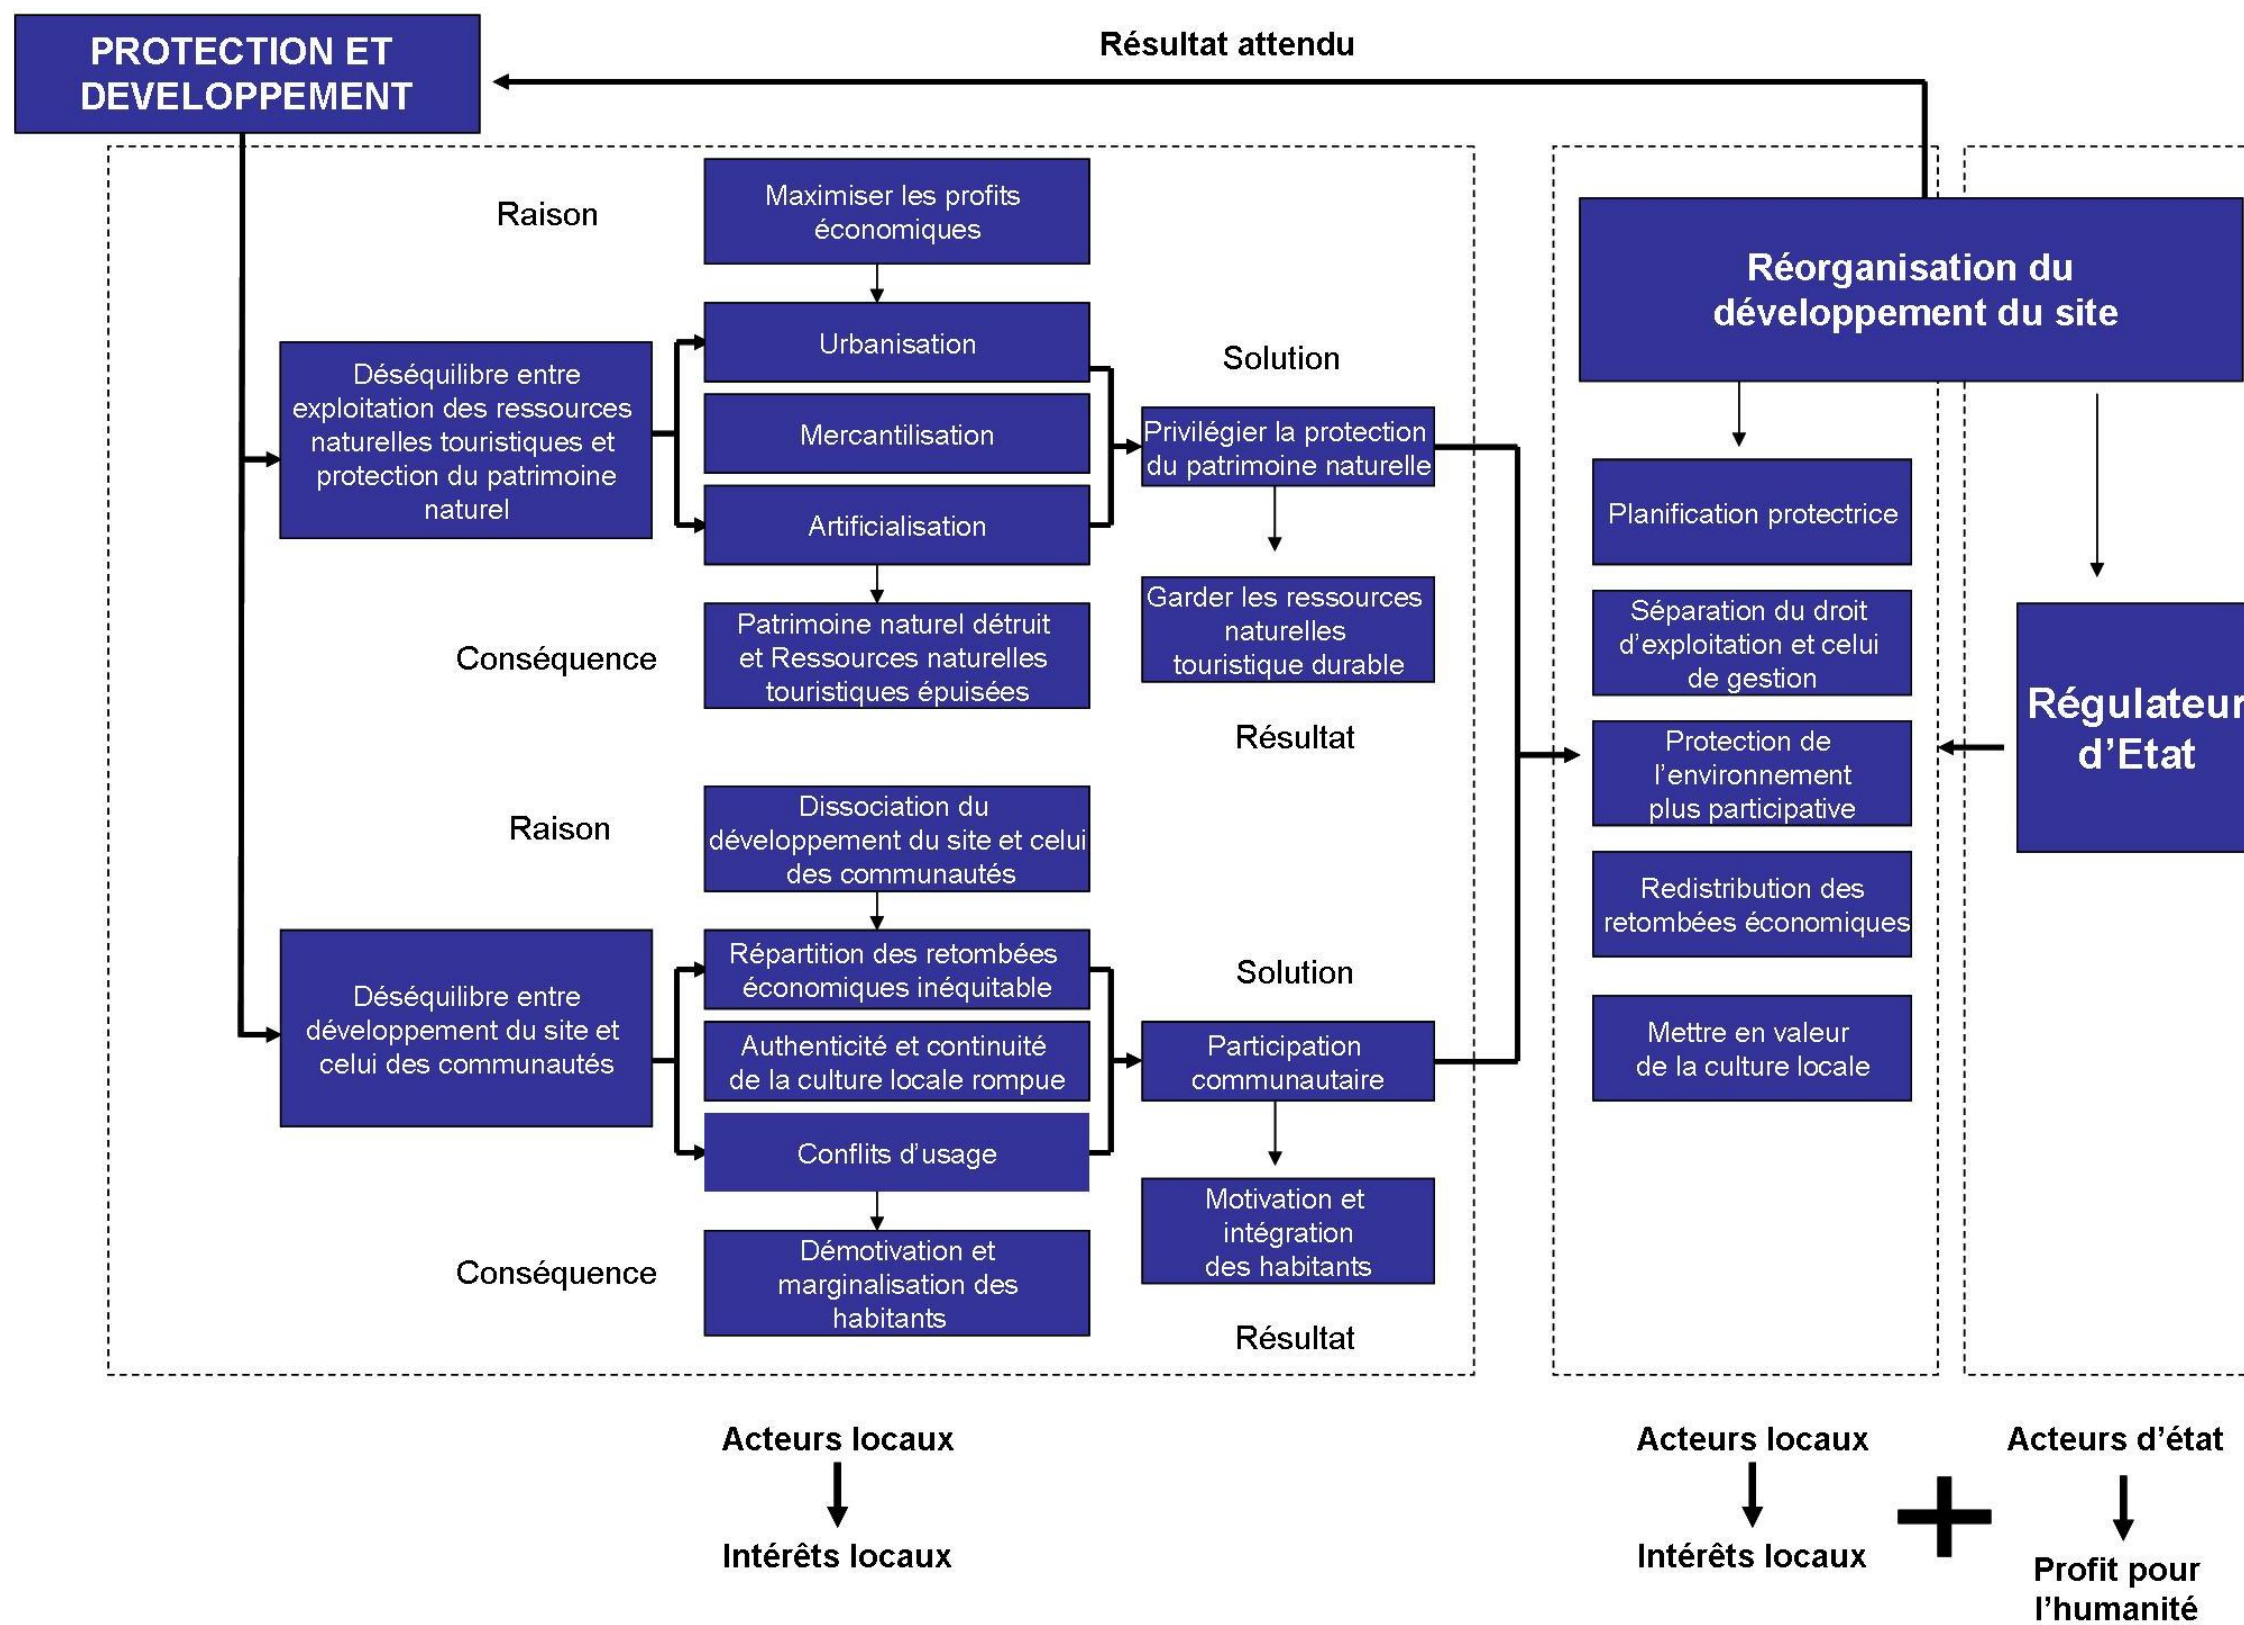 PROTECTION ET
DEVELOPPEMENT
Résultat attendu
Raison
Maximiser les profits
économiques
Urbanisation
Mercantilisation
Artificialisation
Déséquilibre entre
exploitation des ressources
naturelles touristiques et
protection du patrimoine
naturel
Conséquence
Patrimoine naturel détruit
et Ressources naturelles
touristiques épuisées
Solution
Privilégier la protection
du patrimoine naturelle
Garder les ressources
naturelles
touristique durable
Résultat
Raison
Dissociation du
développement du site et celui
des communautés
Répartition des retombées
économiques inéquitable
Authenticité et continuité
de la culture locale rompue
Conflits d’usage
Déséquilibre entre
développement du site et
celui des communautés
Conséquence
Démotivation et
marginalisation des
habitants
Solution
Participation
communautaire
Motivation et
intégration
des habitants
Résultat
Réorganisation du
développement du site
Planification protectrice
Séparation du droit
d’exploitation et celui
de gestion
Protection de
l’environnement
plus participative
Redistribution des
retombées économiques
Mettre en valeur
de la culture locale
Régulateur
d’Etat
Acteurs locaux
Intérêts locaux
Acteurs locaux
Intérêts locaux
+
Acteurs d’état
Profit pour
l’humanité